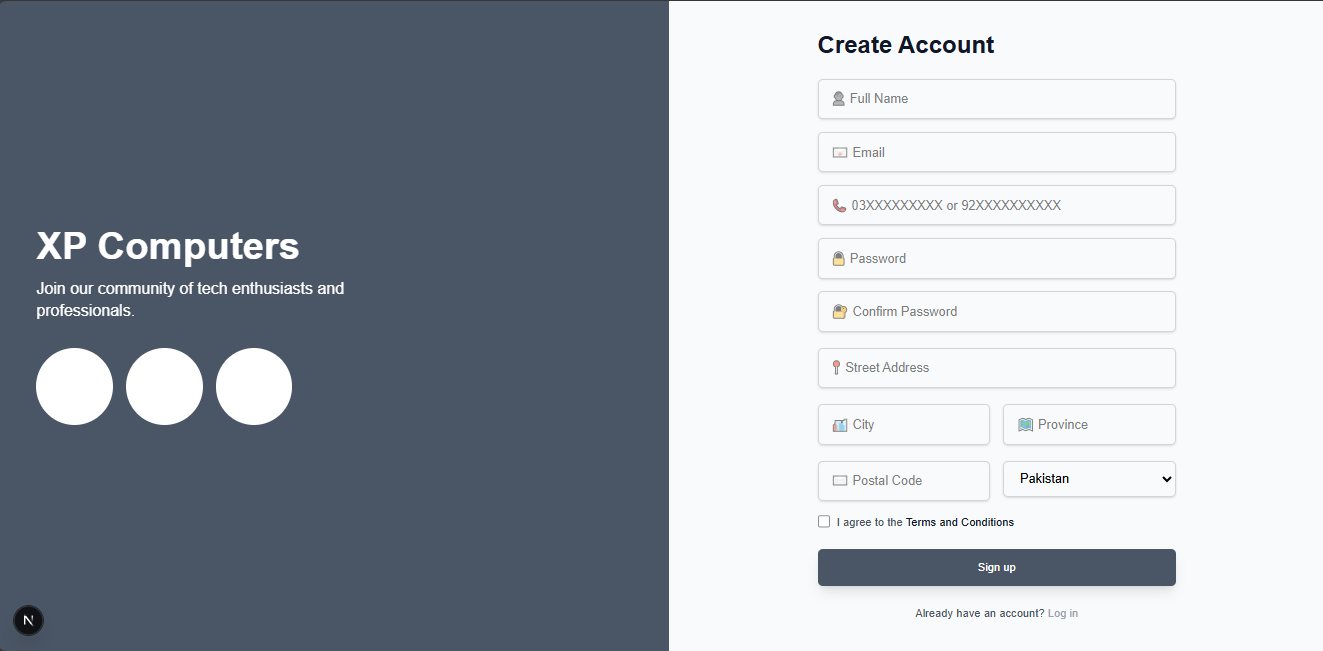 XP Computers
Join our community of tech enthusiasts and
professionals.
N
Create Account
Full Name
Email
03XXXXXXXXX or 92XXXXXXXXXX
Password
Confirm Password
Street Address
City
Province
Postal Code
Pakistan
I agree to the Terms and Conditions
Sign up
Already have an account? Log in